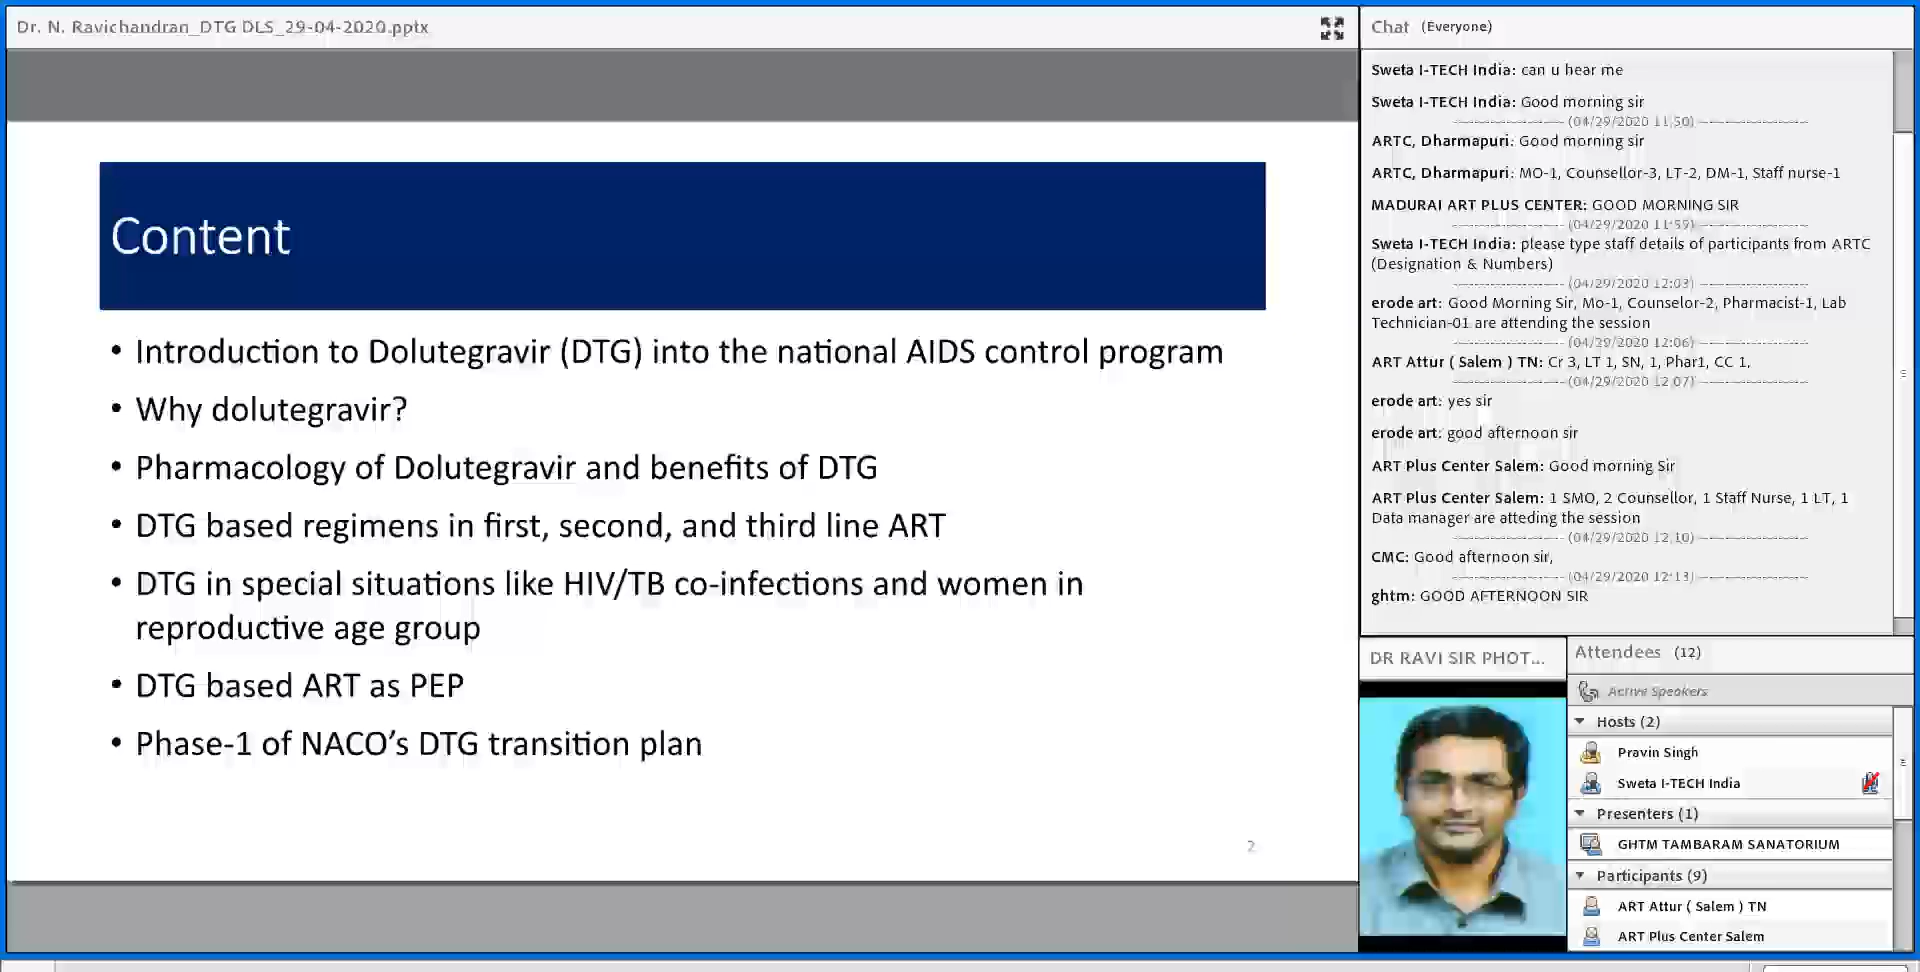 Dr. N. Ravichandran_DTG DLS_29-04-2020.pptx
Content
• Introduction to Dolutegravir (DTG) into the national AIDS control program
• Why dolutegravir?
• Pharmacology of Dolutegravir and benefits of DTG
• DTG based regimens in first, second, and third line ART
• DTG in special situations like HIV/TB co-infections and women in
reproductive age group
• DTG based ART as PEP
• Phase-1 of NACO’s DTG transition plan
2
Chat (Everyone)
Sweta I-TECH India: can u hear me
Sweta I-TECH India: Good morning sir
(04/29/2020 11:50)
ARTC, Dharmapuri: Good morning sir
ARTC, Dharmapuri: MO-1, Counsellor-3, LT-2, DM-1, Staff nurse-1
MADURAI ART PLUS CENTER: GOOD MORNING SIR
(04/29/2020 11:59)
Sweta I-TECH India: please type staff details of participants from ARTC
(Designation & Numbers)
(04/29/2020 12:03)
erode art: Good Morning Sir, Mo-1, Counselor-2, Pharmacist-1, Lab
Technician-01 are attending the session
(04/29/2020 12:06)
ART Attur ( Salem ) TN: Cr 3, LT 1, SN, 1, Phar1, CC 1,
(04/29/2020 12:07)
erode art: yes sir
erode art: good afternoon sir
ART Plus Center Salem: Good morning Sir
ART Plus Center Salem: 1 SMO, 2 Counsellor, 1 Staff Nurse, 1 LT, 1
Data manager are atteding the session
(04/29/2020 12:10)
CMC: Good afternoon sir,
(04/29/2020 12:13)
ghtm: GOOD AFTERNOON SIR
DR RAVI SIR PHOT...
Attendees (12)
Active Speakers
Hosts (2)
Pravin Singh
Sweta I-TECH India
Presenters (1)
GHTM TAMBARAM SANATORIUM
Participants (9)
ART Attur ( Salem ) TN
ART Plus Center Salem